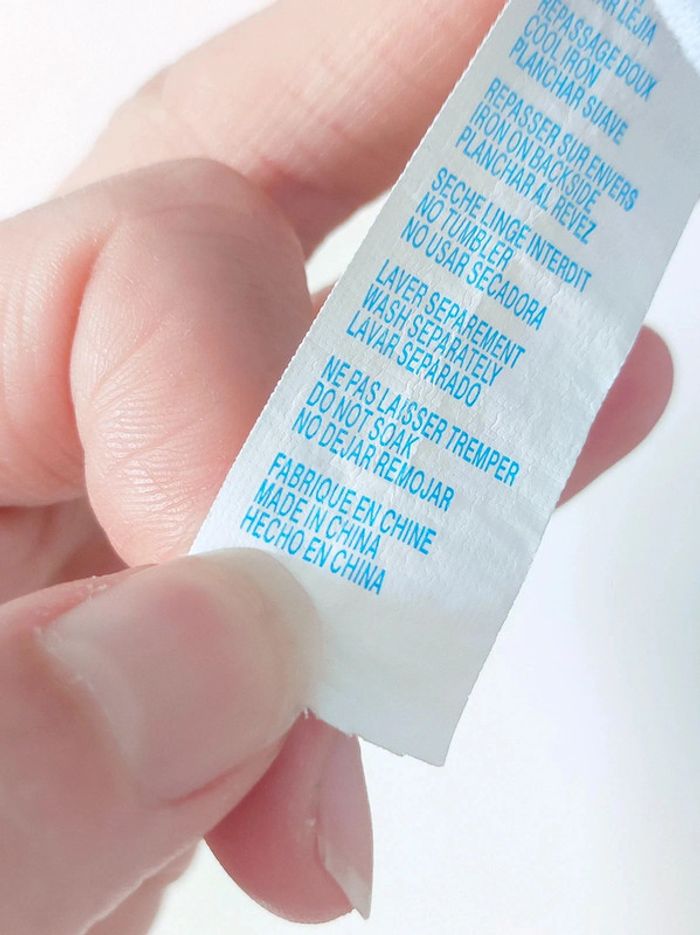 LEJIA
REPASSAGE DOUX
COOL IRON
PLANCHAR SUAVE
REPASSER SUR ENVERS
IRON ON BACKSIDE
PLANCHAR AL REVEZ
SECHE LINGE INTERDIT
NO TUMBLER
NO USAR SECADORA
LAVER SEPAREMENT
WASH SEPARATELY
LAVAR SEPARADO
NE PAS LAISSER TREMPER
DO NOT SOAK
NO DEJAR REMOJAR
FABRIQUE EN CHINE
MADE IN CHINA
HECHO EN CHINA